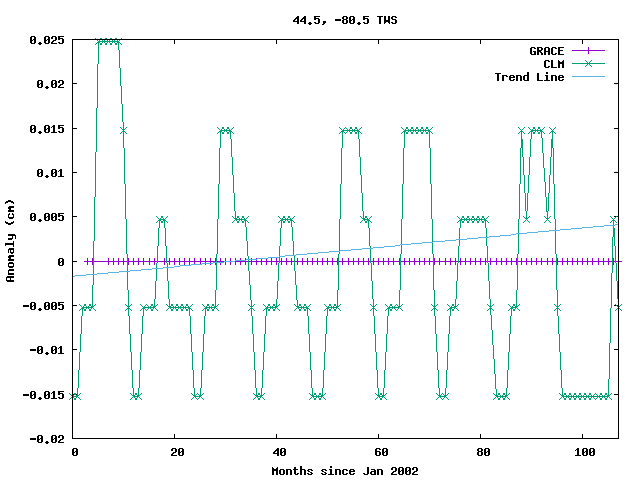 44.5, -80.5 TWS
GRACE
CLM
Trend Line
0.025
0.02
0.015
0.01
0.005
0
-0.005
-0.01
-0.015
-0.02
Anomaly (cm)
0 20 40 60 80 100
Months since Jan 2002